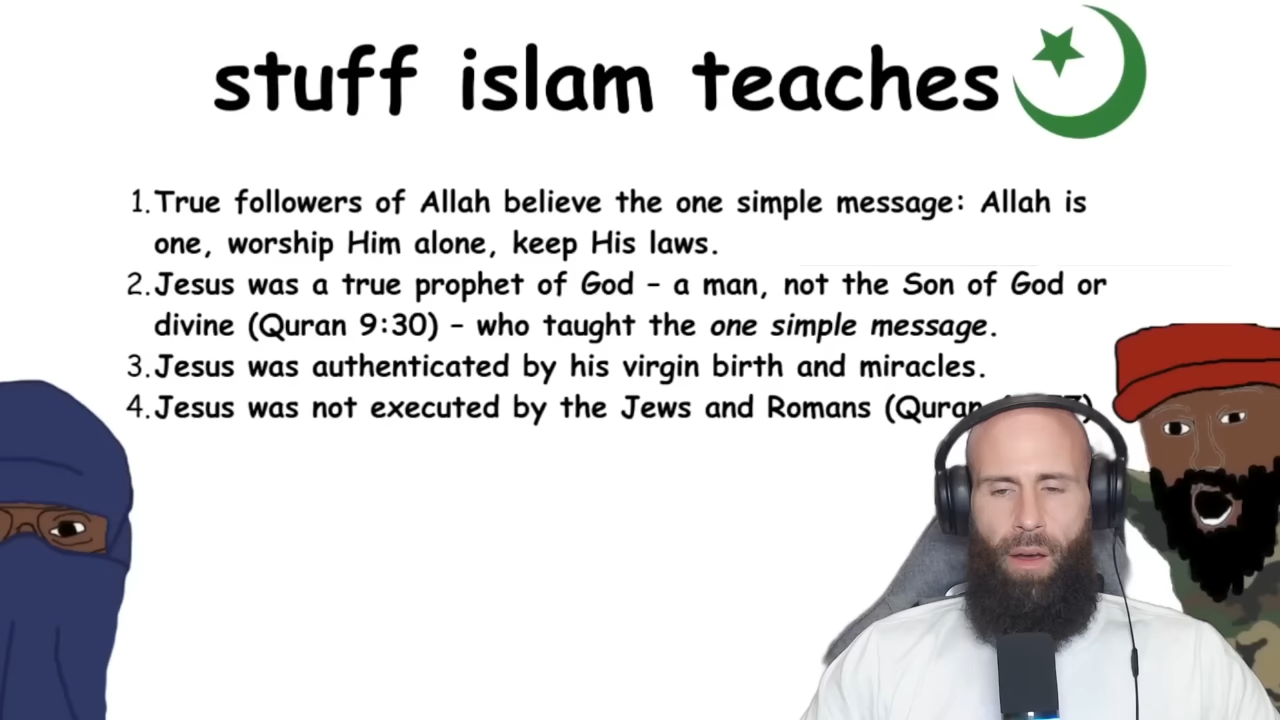 stuff islam teaches
1. True followers of Allah believe the one simple message: Allah is
one, worship Him alone, keep His laws.
2. Jesus was a true prophet of God – a man, not the Son of God or
divine (Quran 9:30) – who taught the one simple message.
3. Jesus was authenticated by his virgin birth and miracles.
4. Jesus was not executed by the Jews and Romans (Quran